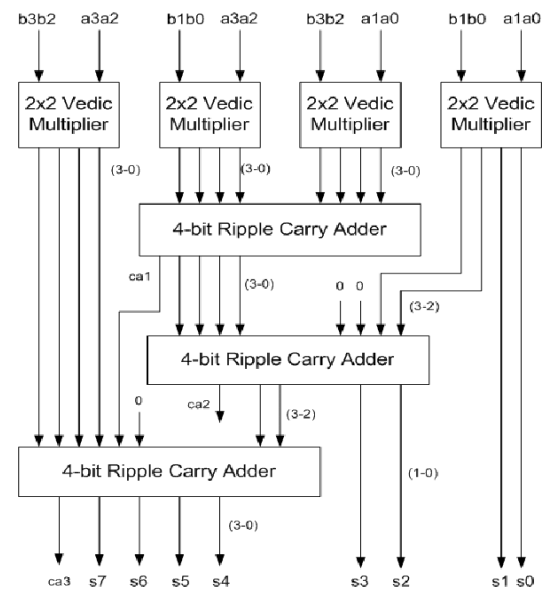 b3b2 a3a2 b1b0 a3a2 b3b2 a1a0 b1b0 a1a0
2x2 Vedic Multiplier
2x2 Vedic Multiplier
2x2 Vedic Multiplier
2x2 Vedic Multiplier
(3-0) (3-0) (3-0)
4-bit Ripple Carry Adder
ca1 (3-0) 0 0 (3-2)
4-bit Ripple Carry Adder
0 ca2 (3-2)
4-bit Ripple Carry Adder
(1-0)
(3-0)
ca3 s7 s6 s5 s4 s3 s2 s1 s0